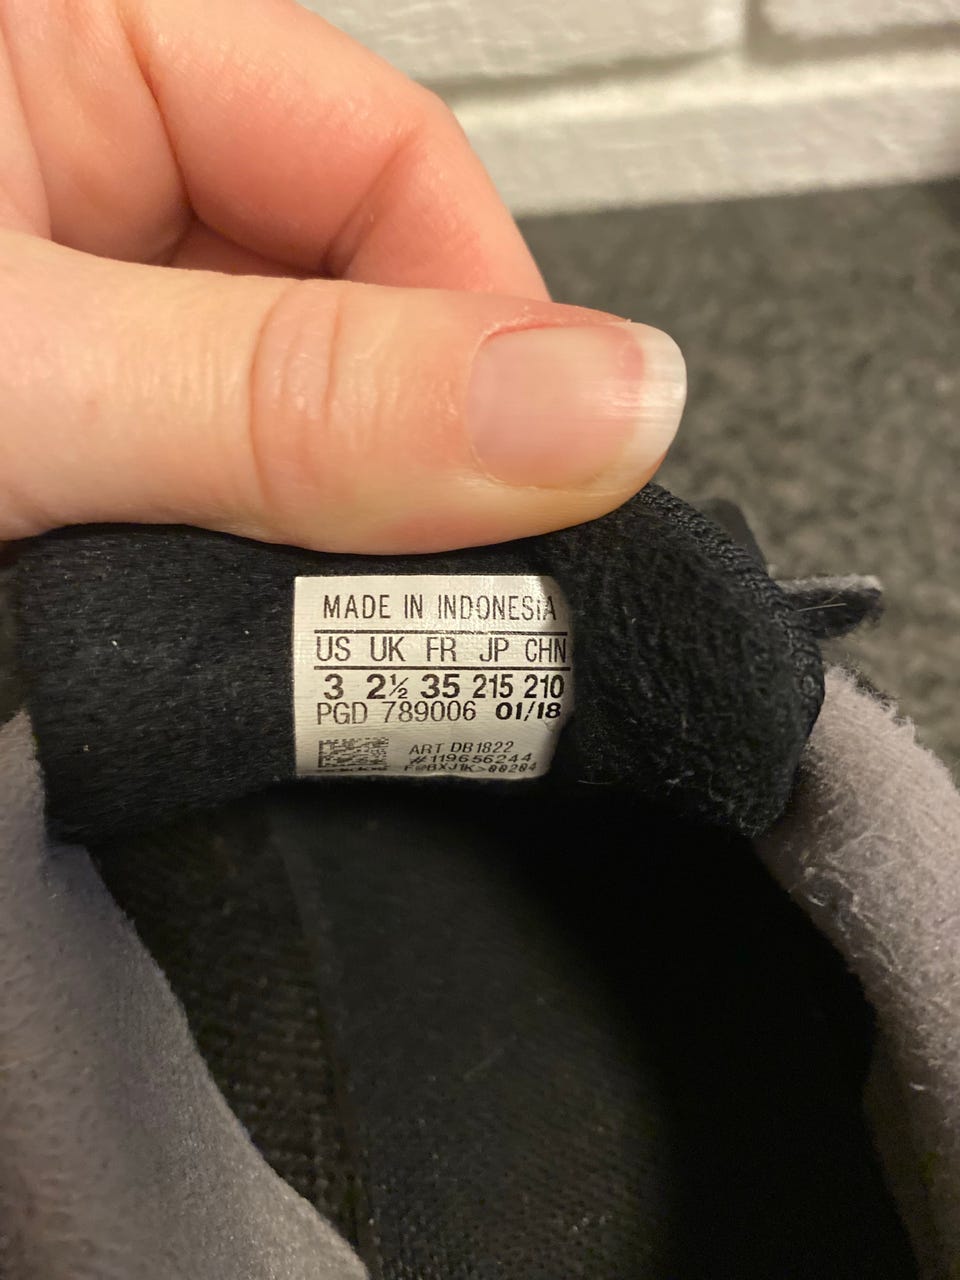 MADE IN INDONESIA
US UK FR JP CHN
3 2½ 35 215 210
PGD 789006 01/18
ART DB1822
#119656244